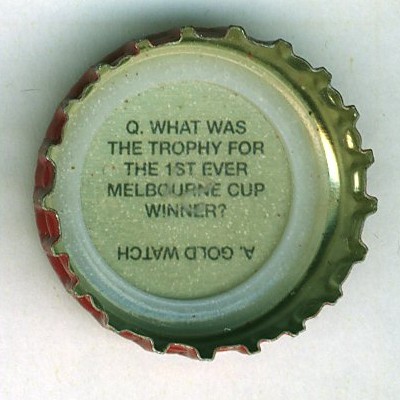 Q. WHAT WAS
THE TROPHY FOR
THE 1ST EVER
MELBOURNE CUP
WINNER?
A. GOLD WATCH